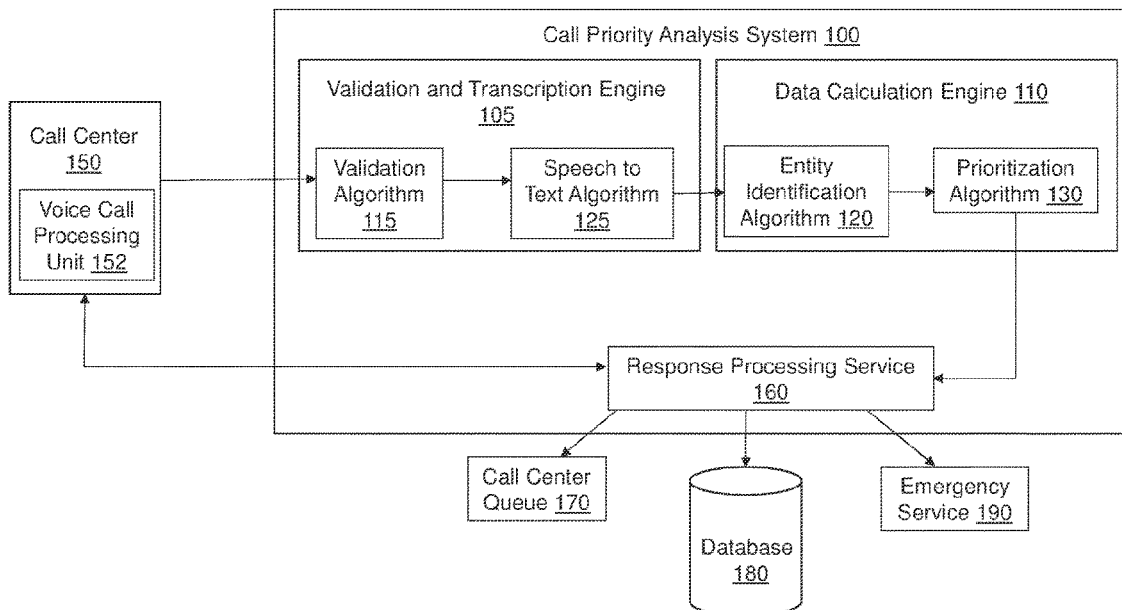 Call Priority Analysis System 100
Validation and Transcription Engine
105
Data Calculation Engine 110
Call Center
150
Voice Call
Processing
Unit 152
Validation
Algorithm
115
Speech to
Text Algorithm
125
Entity
Identification
Algorithm 120
Prioritization
Algorithm 130
Response Processing Service
160
Call Center
Queue 170
Database
180
Emergency
Service 190